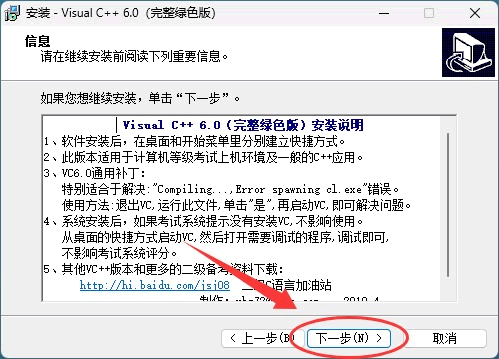 安装 - Visual C++ 6.0 (完整绿色版)
信息
请在继续安装前阅读下列重要信息。
如果您想继续安装，单击“下一步”。
Visual C++ 6.0（完整绿色版）安装说明
1、软件安装后，在桌面和开始菜单里分别建立快捷方式。
2、此版本适用于计算机等级考试上机环境及一般的C++应用。
3、VC6.0通用补丁：
特别适合于解决:"Compiling...,Error spawning cl.exe"错误。
使用方法:退出VC,运行此文件,单击"是",再启动VC,即可解决问题。
4、系统安装后，如果考试系统提示没有安装VC,不影响使用。
从桌面的快捷方式启动VC,然后打开需要调试的程序,调试即可,
不影响考试系统评分。
5、其他VC++版本和更多的二级备考资料下载：
http://hi.baidu.com/jsj08 C语言加油站
制作： 2010.4
< 上一步(B)
下一步(N) >
取消